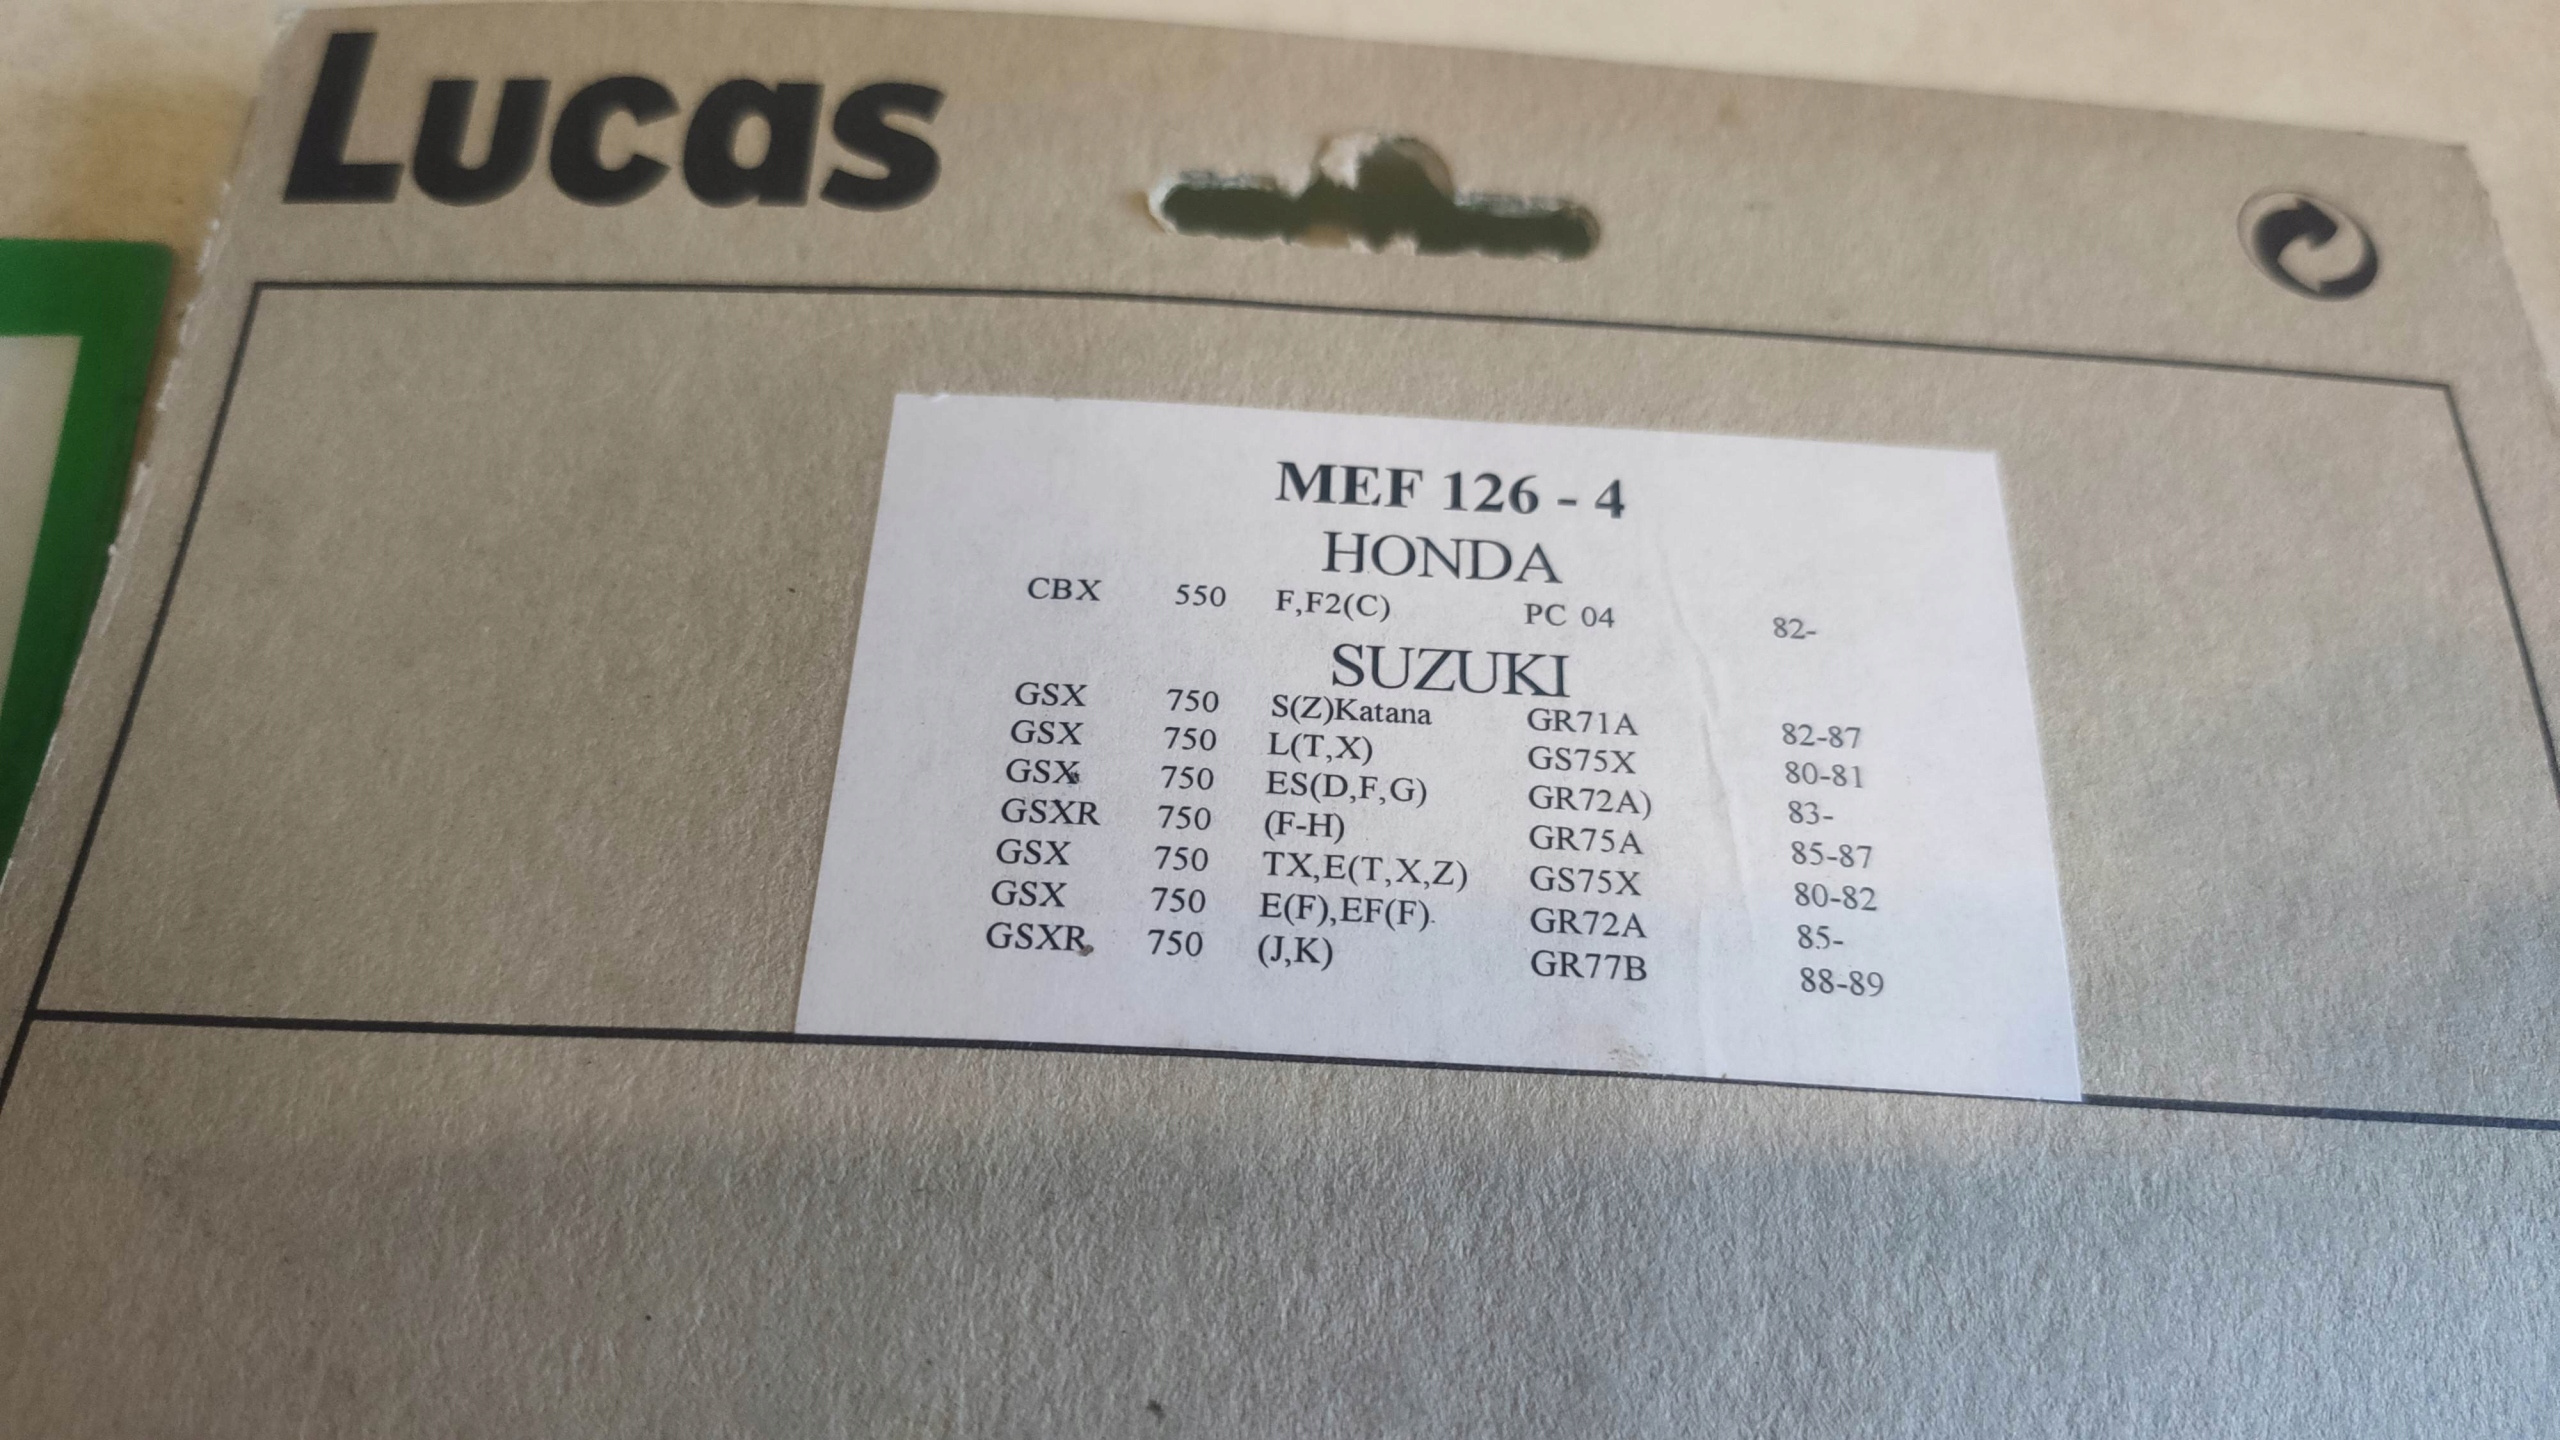 Lucas
MEF 126 - 4
HONDA
CBX 550 F,F2(C) PC 04 82-
SUZUKI
GSX 750 S(Z)Katana GR71A 82-87
GSX 750 L(T,X) GS75X 80-81
GSX 750 ES(D,F,G) GR72A) 83-
GSXR 750 (F-H) GR75A 85-87
GSX 750 TX,E(T,X,Z) GS75X 80-82
GSX 750 E(F),EF(F) GR72A 85-
GSXR 750 (J,K) GR77B 88-89